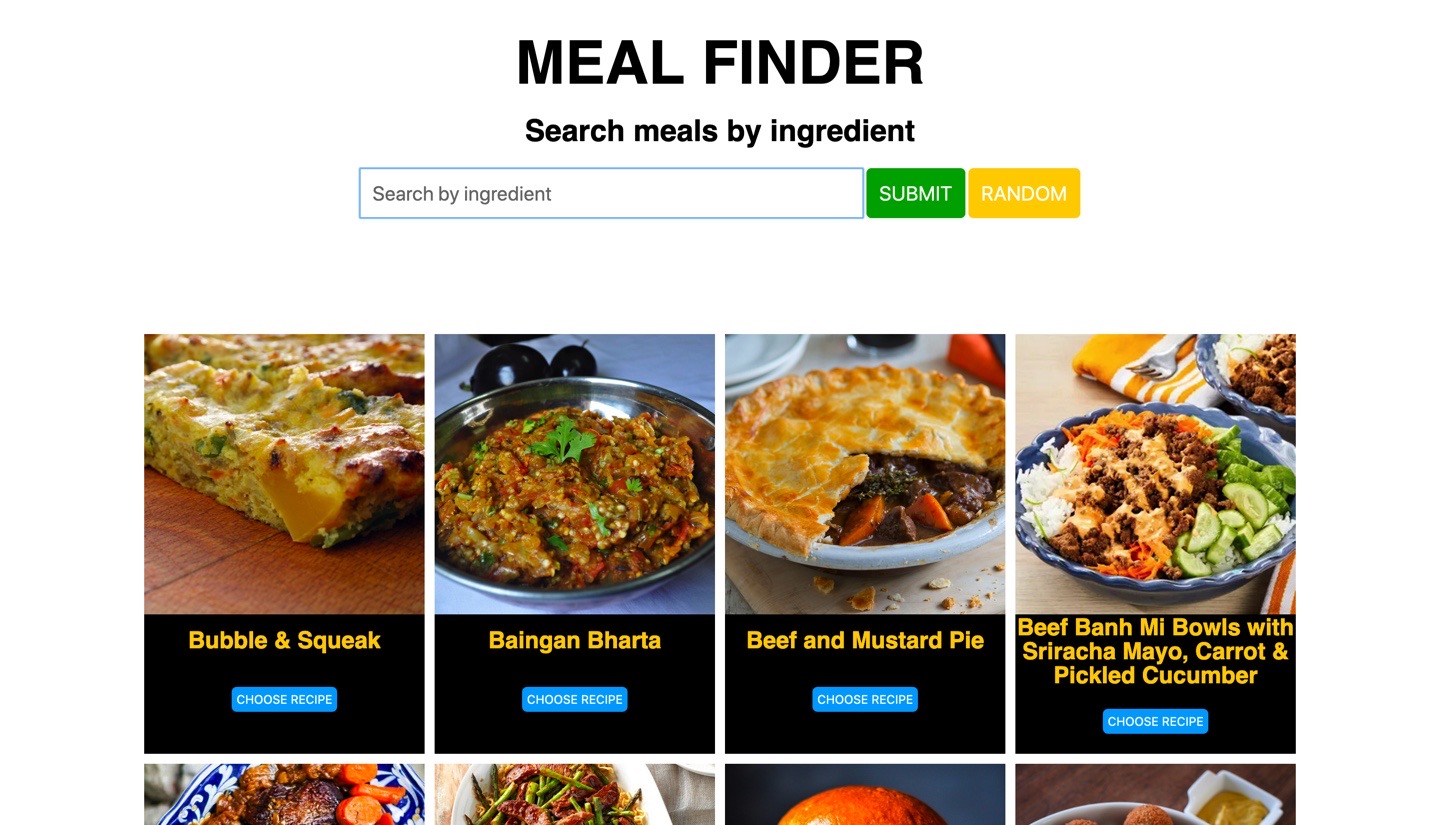 MEAL FINDER
Search meals by ingredient
Search by ingredient
SUBMIT
RANDOM
Bubble & Squeak
CHOOSE RECIPE
Baingan Bharta
CHOOSE RECIPE
Beef and Mustard Pie
CHOOSE RECIPE
Beef Banh Mi Bowls with
Sriracha Mayo, Carrot &
Pickled Cucumber
CHOOSE RECIPE